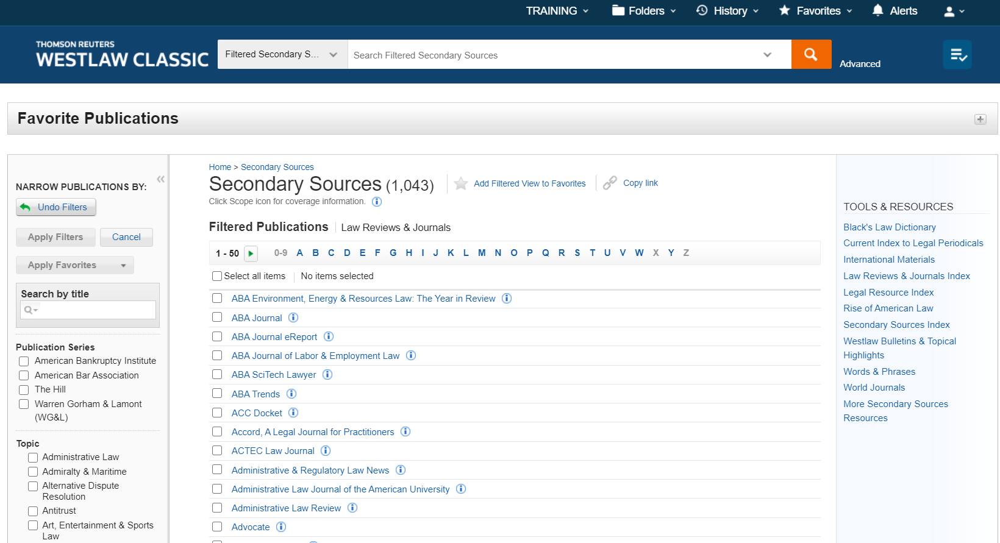 TRAINING Folders History Favorites Alerts
THOMSON REUTERS
WESTLAW CLASSIC
Filtered Secondary S... Search Filtered Secondary Sources Advanced
Favorite Publications
NARROW PUBLICATIONS BY:
Undo Filters
Apply Filters Cancel
Apply Favorites
Search by title
Publication Series
American Bankruptcy Institute
American Bar Association
The Hill
Warren Gorham & Lamont
(WG&L)
Topic
Administrative Law
Admiralty & Maritime
Alternative Dispute
Resolution
Antitrust
Art, Entertainment & Sports
Law
Home > Secondary Sources
Secondary Sources (1,043) Add Filtered View to Favorites Copy link
Click Scope icon for coverage information.
Filtered Publications Law Reviews & Journals
1 - 50 0-9 A B C D E F G H I J K L M N O P Q R S T U V W X Y Z
Select all items No items selected
ABA Environment, Energy & Resources Law: The Year in Review
ABA Journal
ABA Journal eReport
ABA Journal of Labor & Employment Law
ABA SciTech Lawyer
ABA Trends
ACC Docket
Accord, A Legal Journal for Practitioners
ACTEC Law Journal
Administrative & Regulatory Law News
Administrative Law Journal of the American University
Administrative Law Review
Advocate
TOOLS & RESOURCES
Black's Law Dictionary
Current Index to Legal Periodicals
International Materials
Law Reviews & Journals Index
Legal Resource Index
Rise of American Law
Secondary Sources Index
Westlaw Bulletins & Topical
Highlights
Words & Phrases
World Journals
More Secondary Sources
Resources